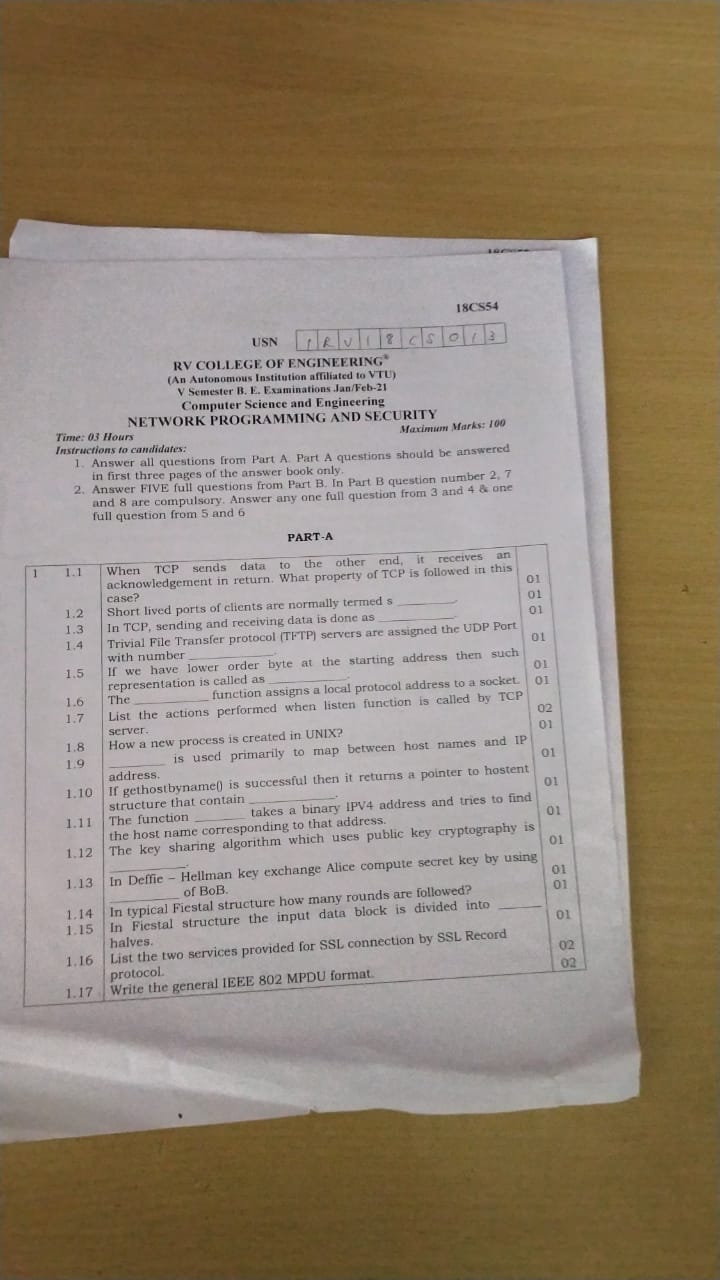 18CS54
USN 1RV18CS013
RV COLLEGE OF ENGINEERING®
(An Autonomous Institution affiliated to VTU)
V Semester B. E. Examinations Jan/Feb-21
Computer Science and Engineering
NETWORK PROGRAMMING AND SECURITY
Time: 03 Hours Maximum Marks: 100
Instructions to candidates:
1. Answer all questions from Part A. Part A questions should be answered
in first three pages of the answer book only.
2. Answer FIVE full questions from Part B. In Part B question number 2, 7
and 8 are compulsory. Answer any one full question from 3 and 4 & one
full question from 5 and 6
PART-A
1 1.1 When TCP sends data to the other end, it receives an
acknowledgement in return. What property of TCP is followed in this
case? 01
1.2 Short lived ports of clients are normally termed s ________. 01
1.3 In TCP, sending and receiving data is done as ________. 01
1.4 Trivial File Transfer protocol (TFTP) servers are assigned the UDP Port
with number ________. 01
1.5 If we have lower order byte at the starting address then such
representation is called as ________. 01
1.6 The ________ function assigns a local protocol address to a socket. 01
1.7 List the actions performed when listen function is called by TCP
server. 02
1.8 How a new process is created in UNIX? 01
1.9 ________ is used primarily to map between host names and IP
address. 01
1.10 If gethostbyname() is successful then it returns a pointer to hostent
structure that contain ________. 01
1.11 The function ________ takes a binary IPV4 address and tries to find
the host name corresponding to that address. 01
1.12 The key sharing algorithm which uses public key cryptography is
________. 01
1.13 In Deffie – Hellman key exchange Alice compute secret key by using
________ of BoB. 01
1.14 In typical Fiestal structure how many rounds are followed? 01
1.15 In Fiestal structure the input data block is divided into ________
halves. 01
1.16 List the two services provided for SSL connection by SSL Record
protocol. 02
1.17 Write the general IEEE 802 MPDU format. 02